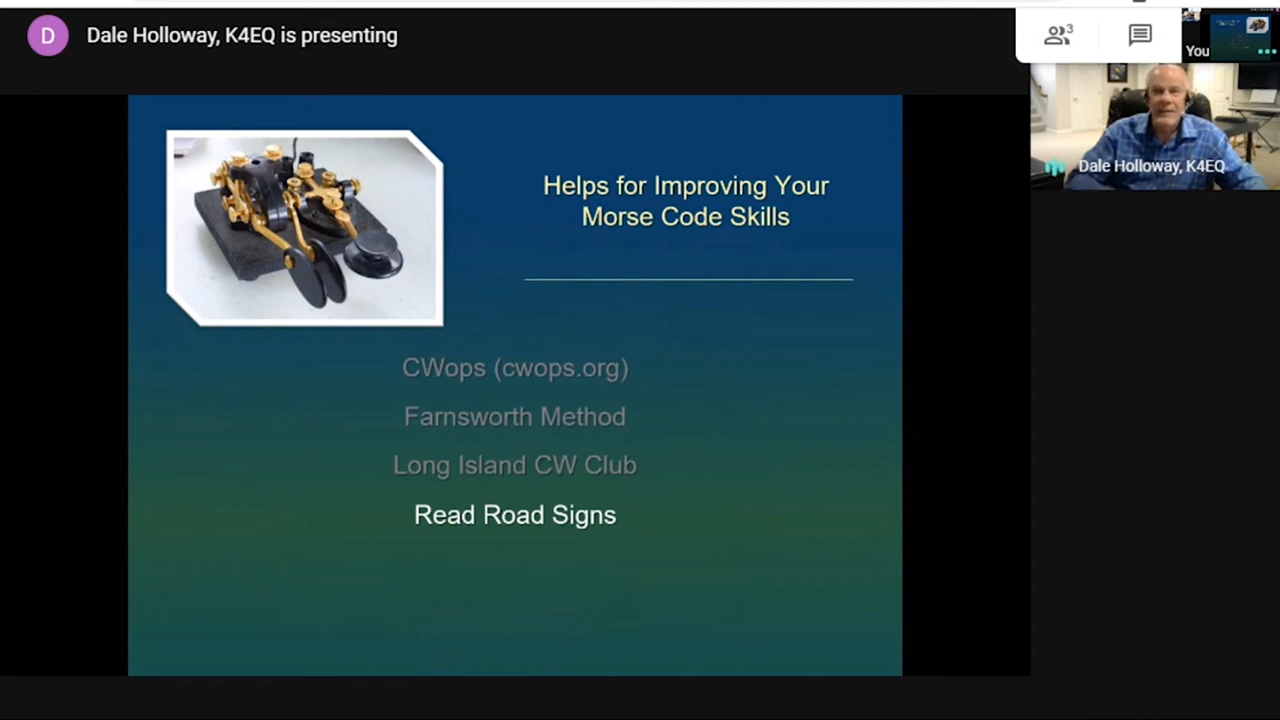 D
Dale Holloway, K4EQ is presenting
3
You
Dale Holloway, K4EQ
Helps for Improving Your
Morse Code Skills
CWops (cwops.org)
Farnsworth Method
Long Island CW Club
Read Road Signs